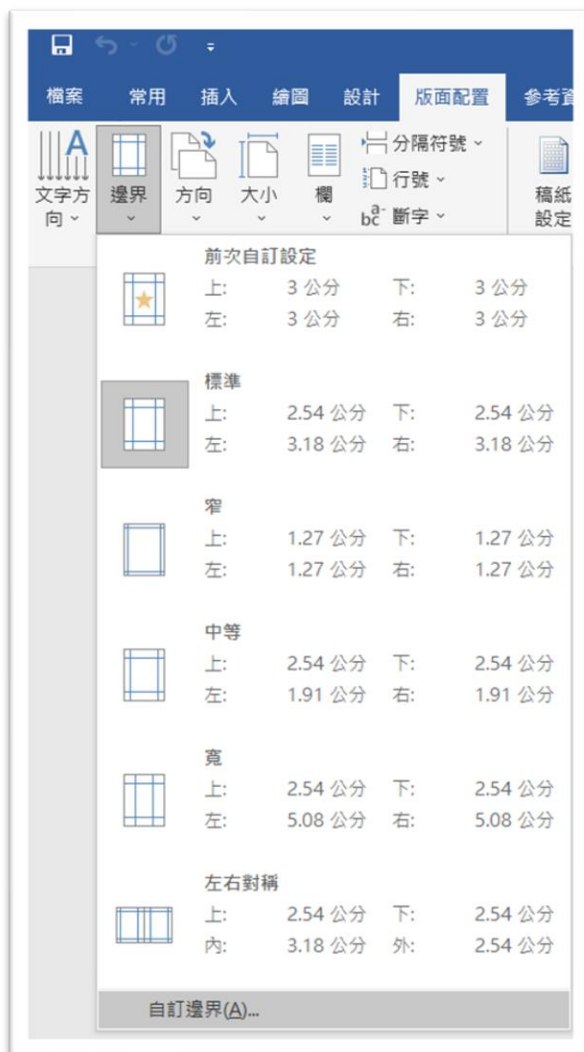 檔案 常用 插入 繪圖 設計 版面配置 參考資
文字方向 邊界 方向 大小 欄 分隔符號 行號 斷字 稿紙設定
前次自訂設定
上: 3 公分 下: 3 公分
左: 3 公分 右: 3 公分
標準
上: 2.54 公分 下: 2.54 公分
左: 3.18 公分 右: 3.18 公分
窄
上: 1.27 公分 下: 1.27 公分
左: 1.27 公分 右: 1.27 公分
中等
上: 2.54 公分 下: 2.54 公分
左: 1.91 公分 右: 1.91 公分
寬
上: 2.54 公分 下: 2.54 公分
左: 5.08 公分 右: 5.08 公分
左右對稱
上: 2.54 公分 下: 2.54 公分
內: 3.18 公分 外: 2.54 公分
自訂邊界(A)...